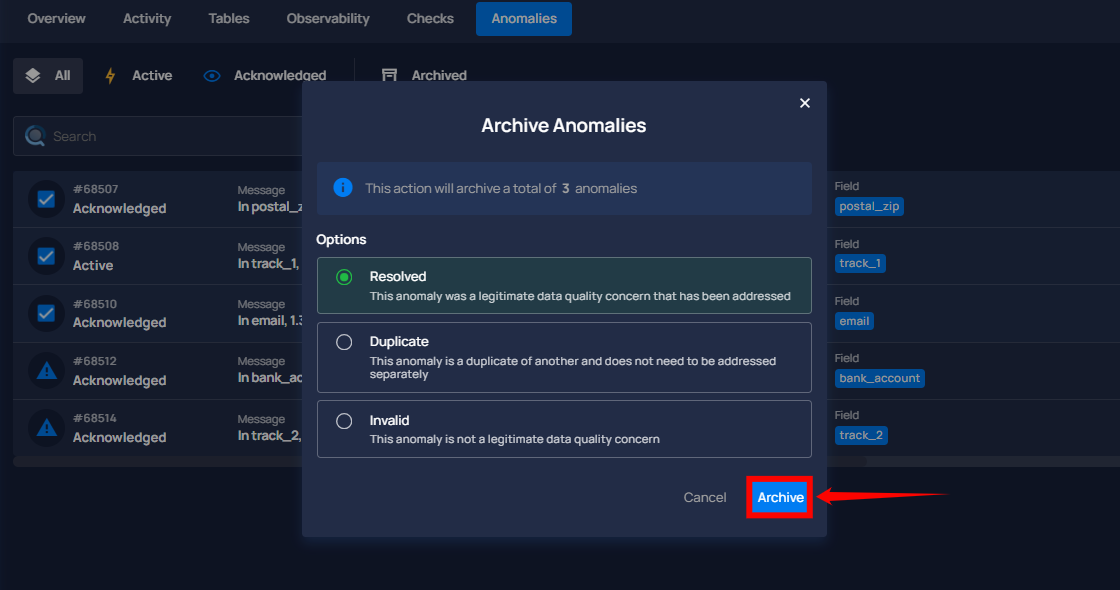 Overview Activity Tables Observability Checks Anomalies
All Active Acknowledged Archived
Search
Archive Anomalies
This action will archive a total of 3 anomalies
Options
Resolved
This anomaly was a legitimate data quality concern that has been addressed
Duplicate
This anomaly is a duplicate of another and does not need to be addressed
separately
Invalid
This anomaly is not a legitimate data quality concern
Cancel Archive
#68507 Message Field
Acknowledged In postal_z postal_zip
#68508 Message Field
Active In track_1, track_1
#68510 Message Field
Acknowledged In email, 1.3 email
#68512 Message Field
Acknowledged In bank_ac bank_account
#68514 Message Field
Acknowledged In track_2, track_2